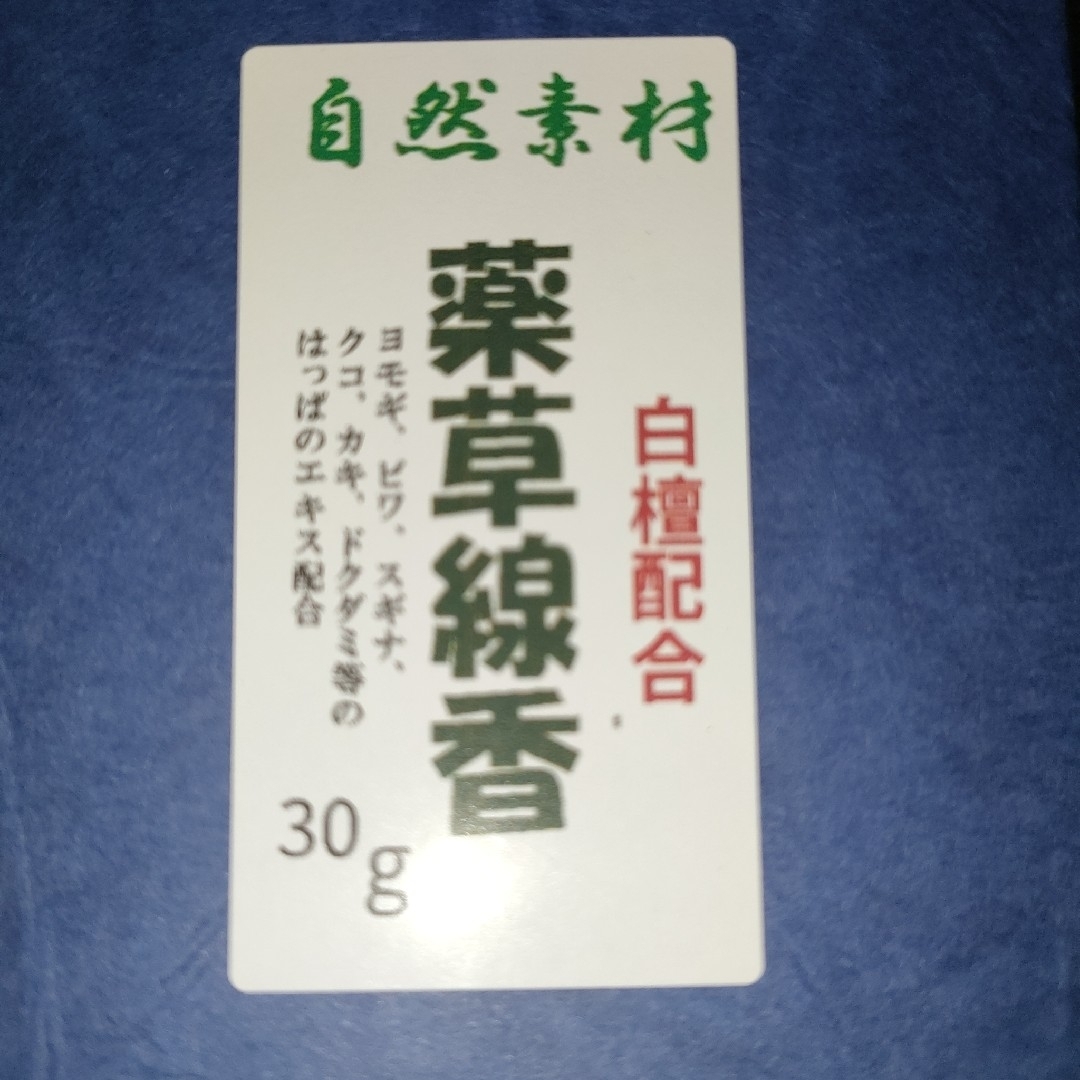 自然素材
白檀配合
薬草線香
ヨモギ、ビワ、スギナ、
クコ、カキ、ドクダミ等の
はっぱのエキス配合
30g